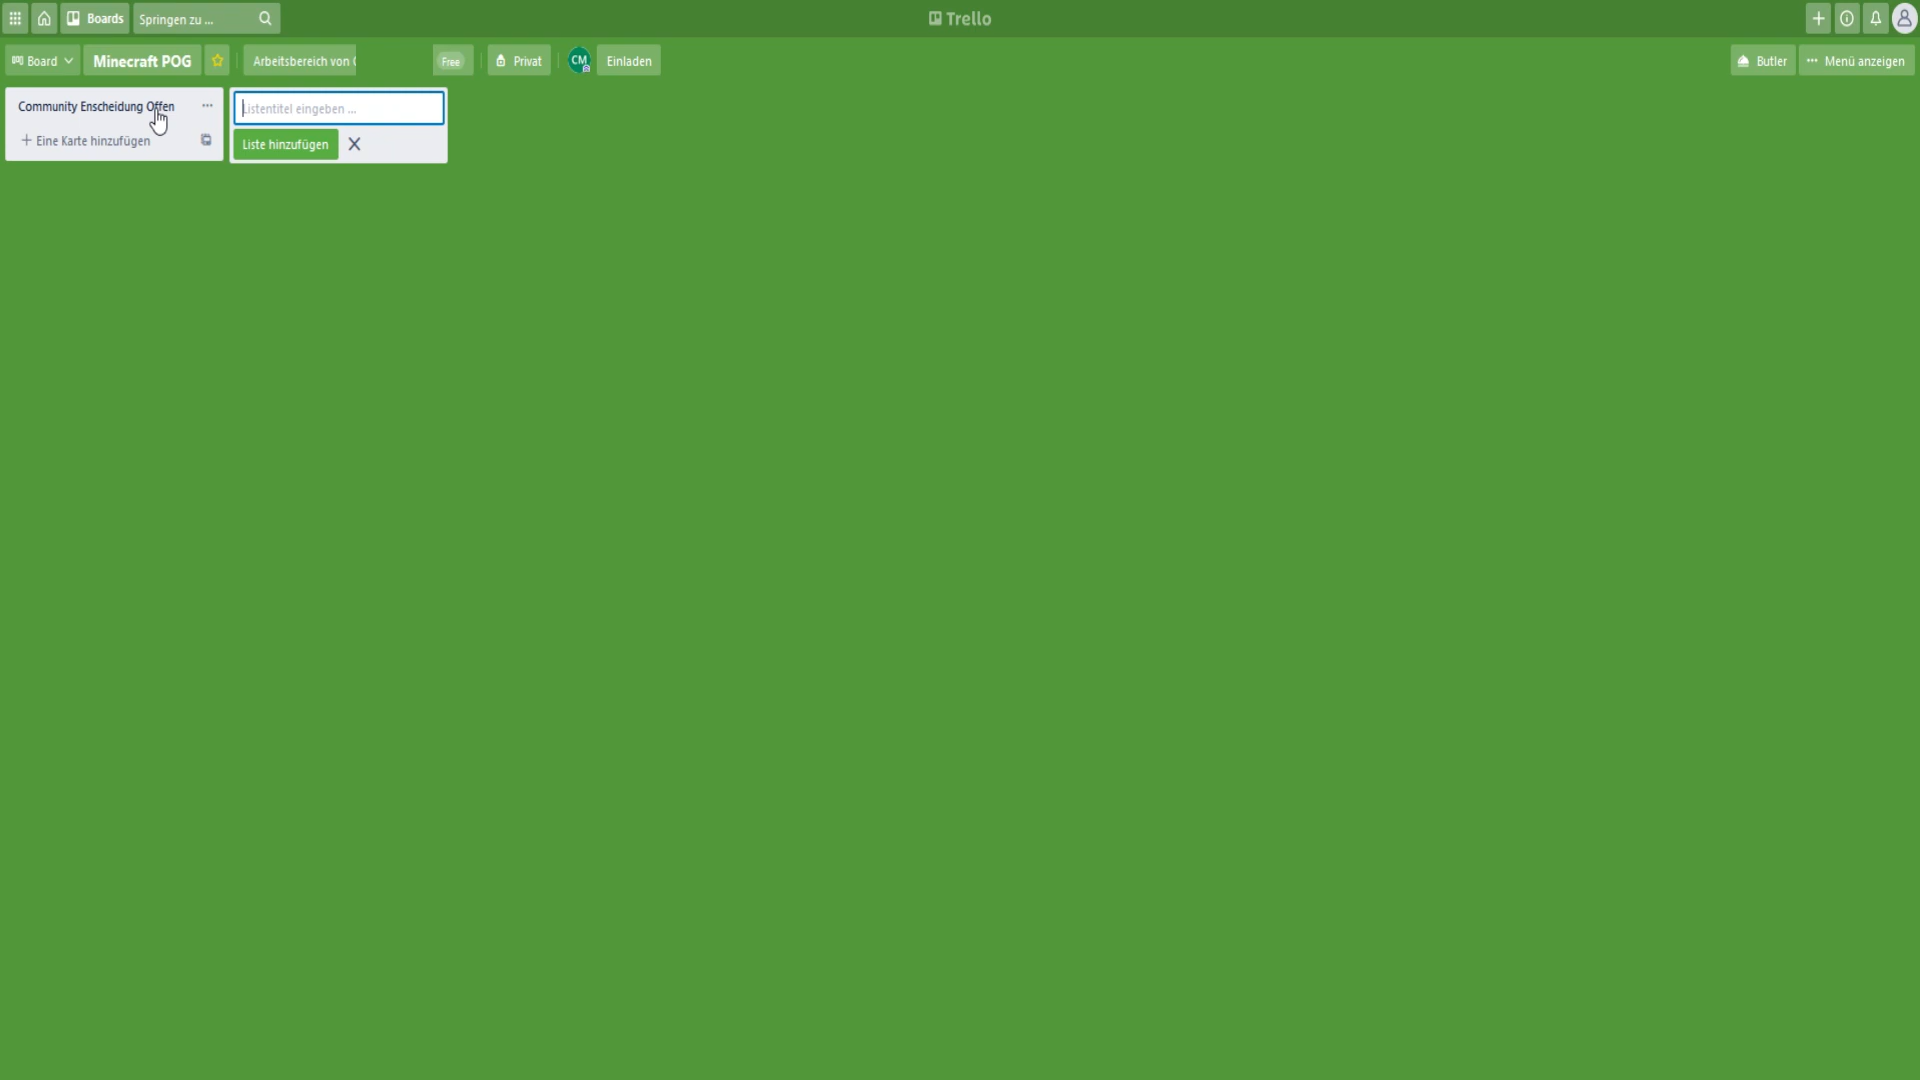 Boards Springen zu ... Trello
Board Minecraft POG Arbeitsbereich von Free Privat CM Einladen Butler Menü anzeigen
Community Enscheidung Offen
Listentitel eingeben ...
Eine Karte hinzufügen
Liste hinzufügen